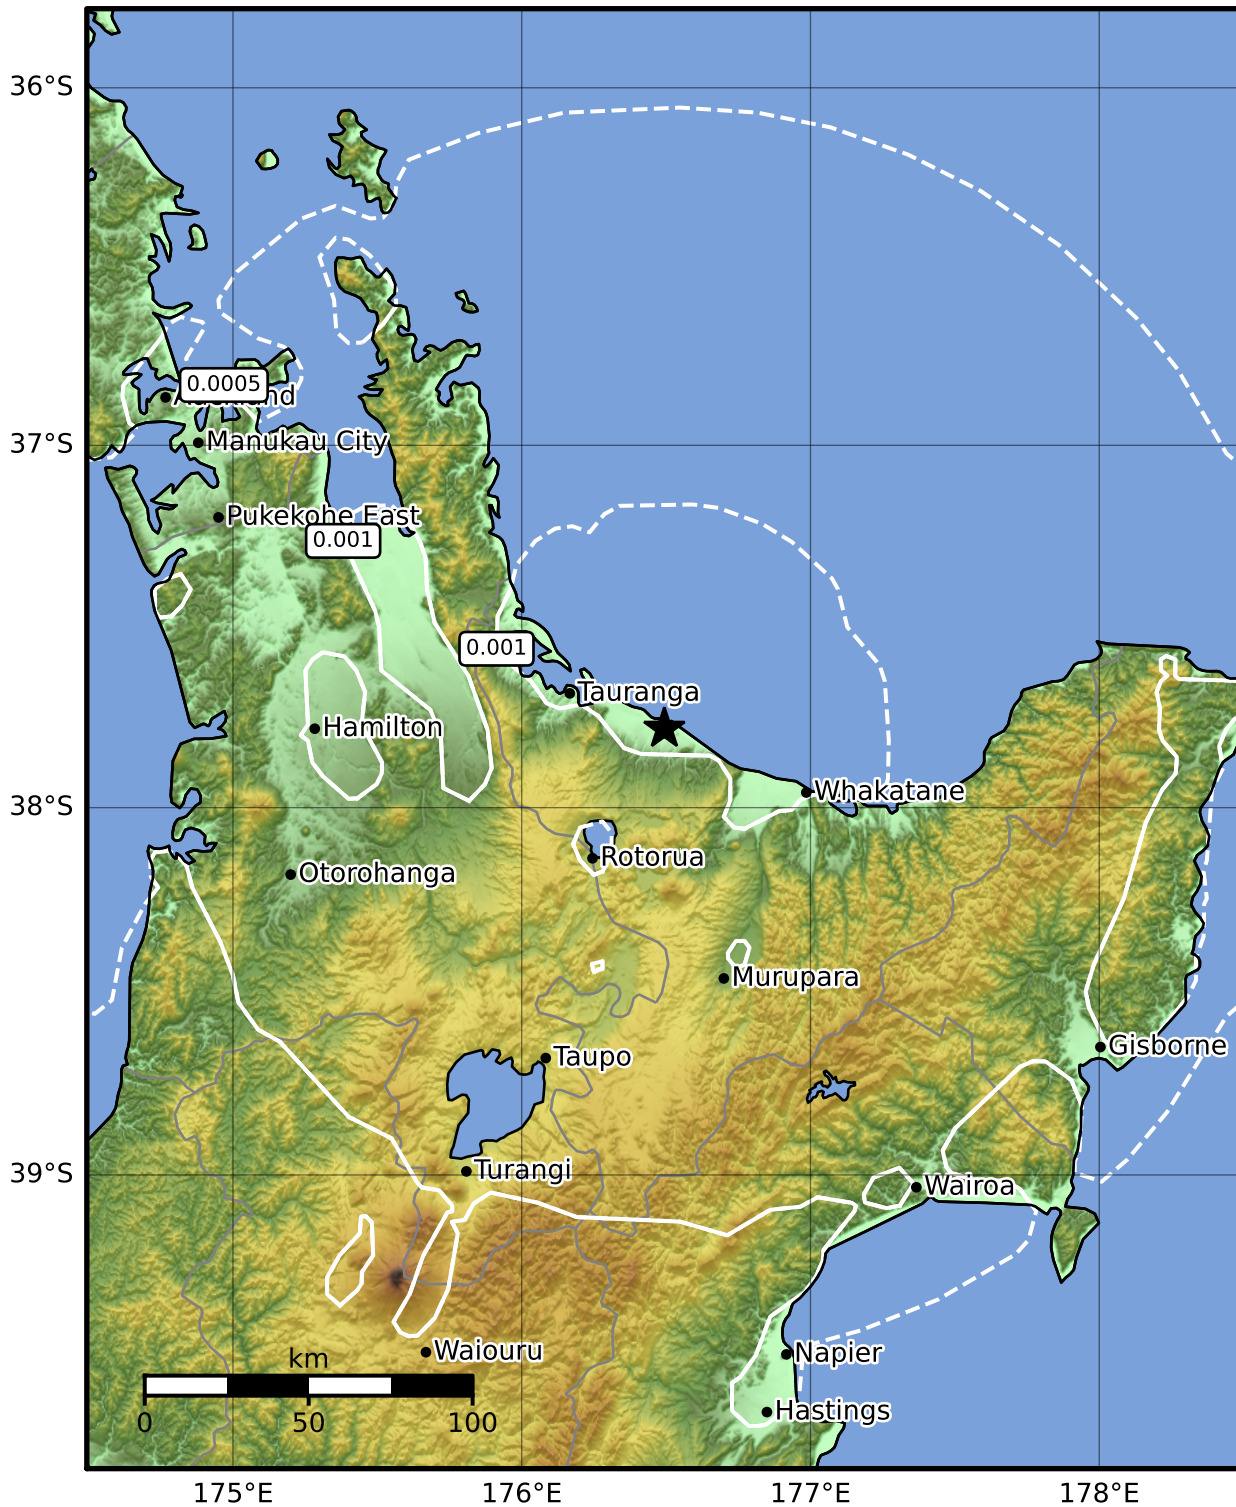 36°S
0.0005
Manukau City
37°S
Pukekohe East
0.001
0.001
Tauranga
Hamilton
Whakatane
38°S
Rotorua
Otorohanga
Murupara
Gisborne
Taupo
39°S
Turangi
Wairoa
Waiouru
Napier
km
Hastings
0 50 100
175°E 176°E 177°E 178°E